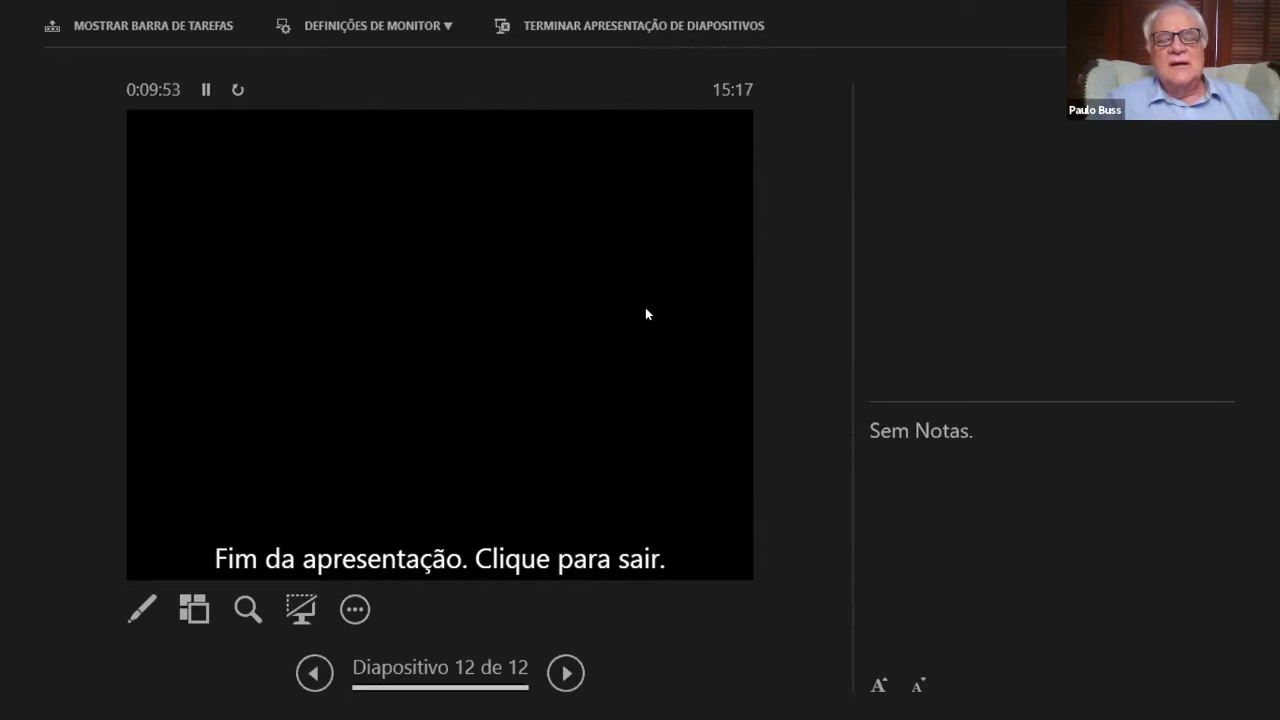 MOSTRAR BARRA DE TAREFAS
DEFINIÇÕES DE MONITOR ▼
TERMINAR APRESENTAÇÃO DE DIAPOSITIVOS
Paulo Buss
0:09:53
15:17
Fim da apresentação. Clique para sair.
Sem Notas.
Diapositivo 12 de 12
A A